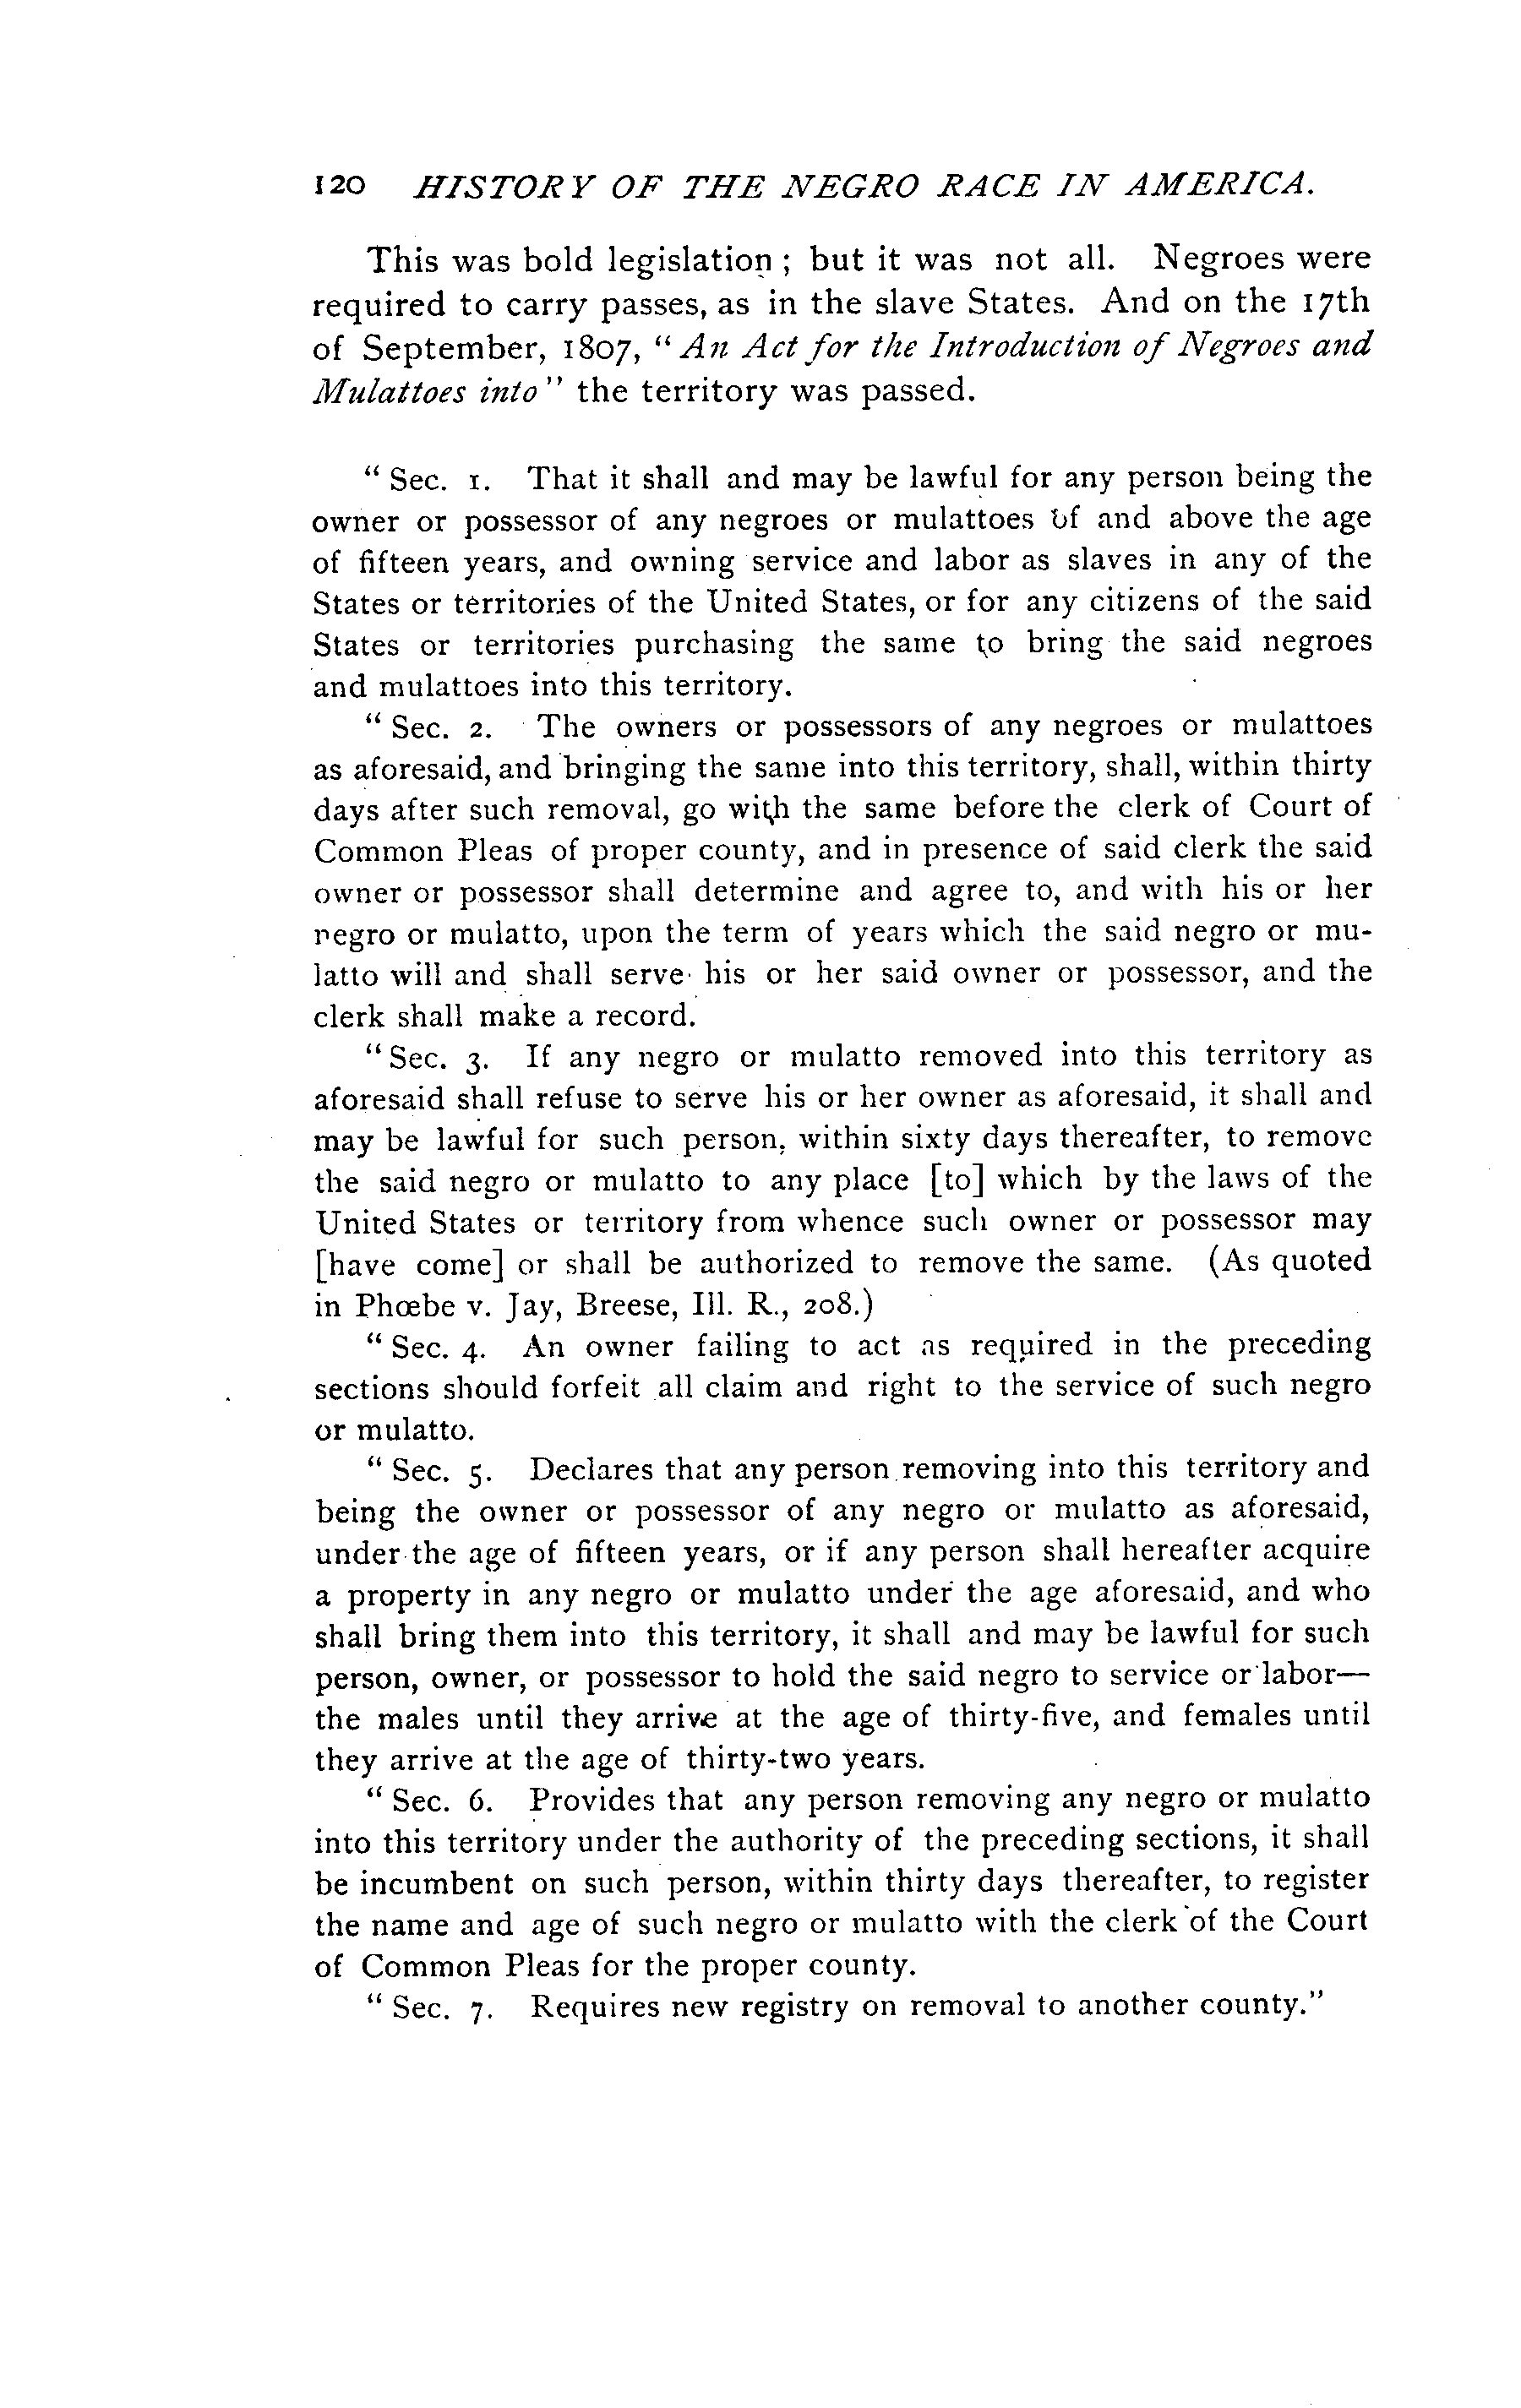 120 HISTORY OF THE NEGRO RACE IN AMERICA.
This was bold legislation ; but it was not all. Negroes were
required to carry passes, as in the slave States. And on the 17th
of September, 1807, “ An Act for the Introduction of Negroes and
Mulattoes into ” the territory was passed.
“ Sec. 1. That it shall and may be lawful for any person being the
owner or possessor of any negroes or mulattoes of and above the age
of fifteen years, and owning service and labor as slaves in any of the
States or territories of the United States, or for any citizens of the said
States or territories purchasing the same to bring the said negroes
and mulattoes into this territory.
“ Sec. 2. The owners or possessors of any negroes or mulattoes
as aforesaid, and bringing the same into this territory, shall, within thirty
days after such removal, go with the same before the clerk of Court of
Common Pleas of proper county, and in presence of said clerk the said
owner or possessor shall determine and agree to, and with his or her
negro or mulatto, upon the term of years which the said negro or mu-
latto will and shall serve his or her said owner or possessor, and the
clerk shall make a record.
“ Sec. 3. If any negro or mulatto removed into this territory as
aforesaid shall refuse to serve his or her owner as aforesaid, it shall and
may be lawful for such person, within sixty days thereafter, to remove
the said negro or mulatto to any place [to] which by the laws of the
United States or territory from whence such owner or possessor may
[have come] or shall be authorized to remove the same. (As quoted
in Phœbe v. Jay, Breese, Ill. R., 208.)
“ Sec. 4. An owner failing to act as required in the preceding
sections should forfeit all claim and right to the service of such negro
or mulatto.
“ Sec. 5. Declares that any person removing into this territory and
being the owner or possessor of any negro or mulatto as aforesaid,
under the age of fifteen years, or if any person shall hereafter acquire
a property in any negro or mulatto under the age aforesaid, and who
shall bring them into this territory, it shall and may be lawful for such
person, owner, or possessor to hold the said negro to service or labor—
the males until they arrive at the age of thirty-five, and females until
they arrive at the age of thirty-two years.
“ Sec. 6. Provides that any person removing any negro or mulatto
into this territory under the authority of the preceding sections, it shall
be incumbent on such person, within thirty days thereafter, to register
the name and age of such negro or mulatto with the clerk of the Court
of Common Pleas for the proper county.
“ Sec. 7. Requires new registry on removal to another county.”